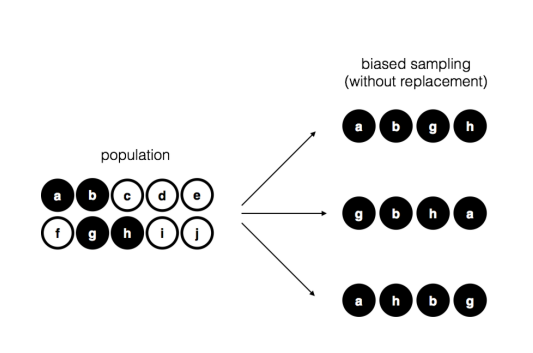 biased sampling
(without replacement)
a b g h
population
a b c d e
f g h i j
g b h a
a h b g